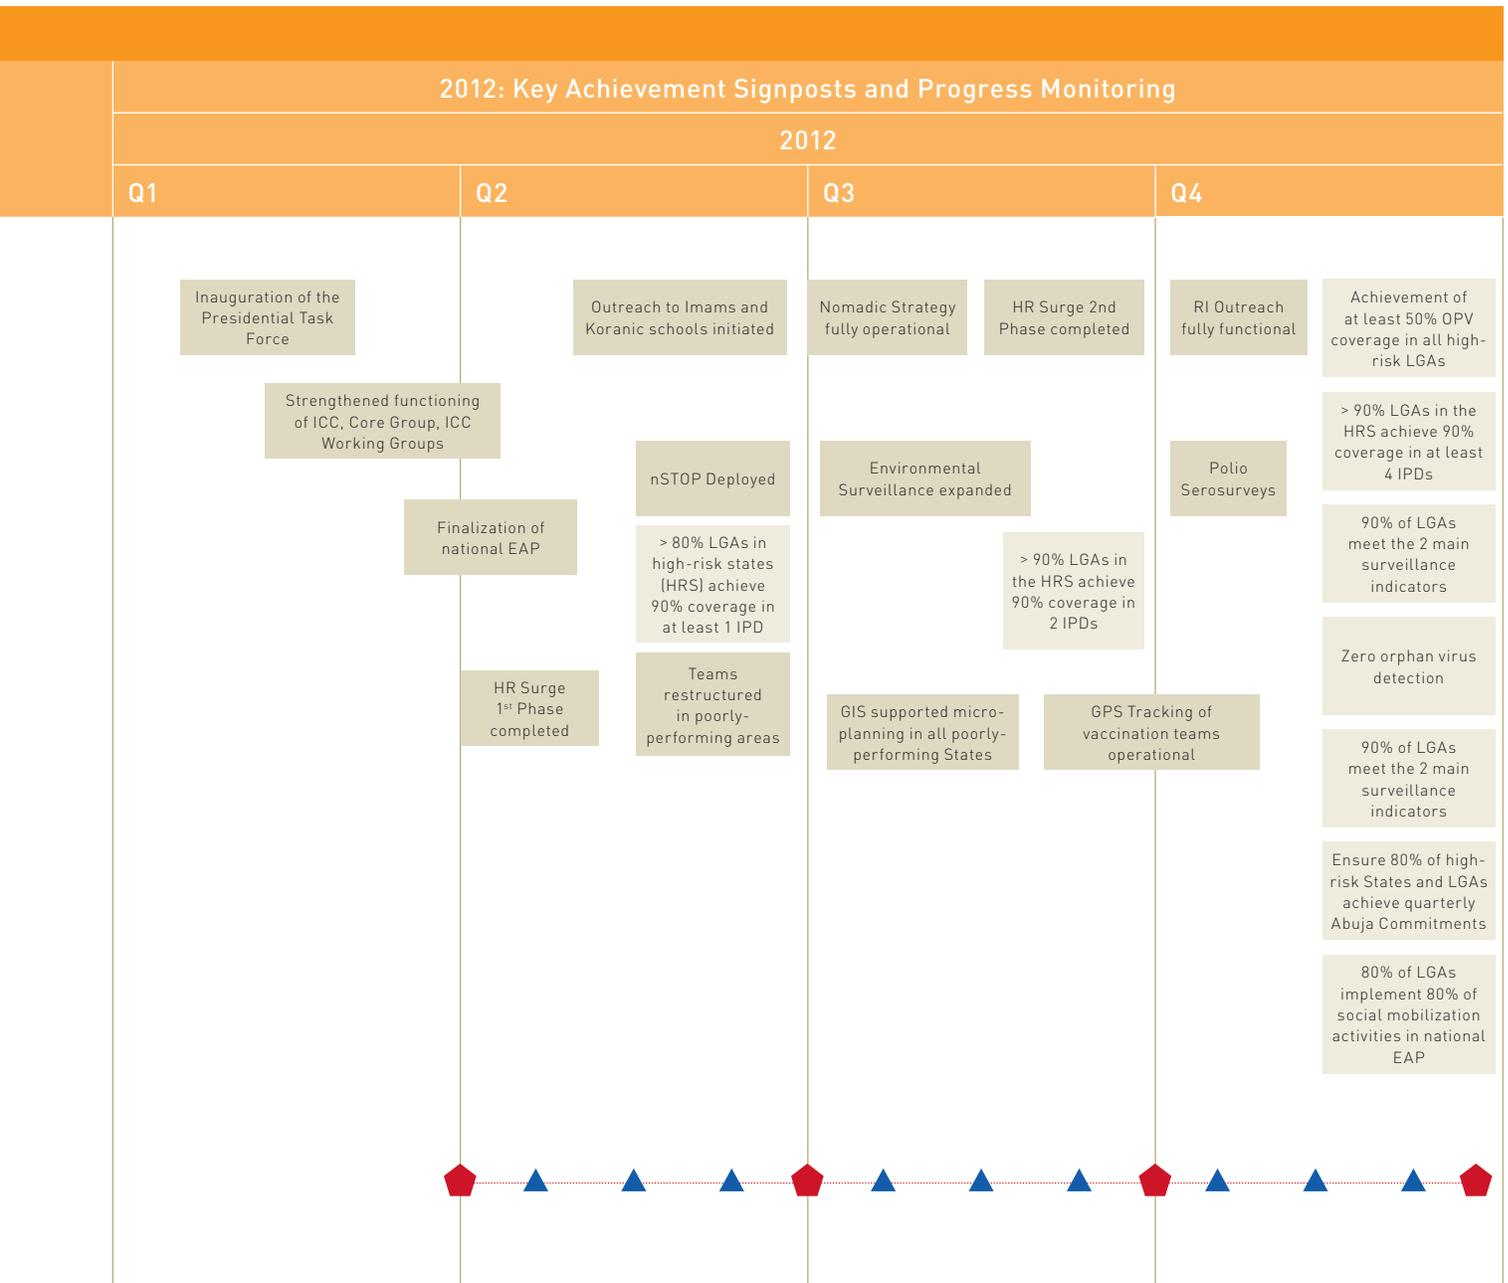 2012: Key Achievement Signposts and Progress Monitoring
2012
Q1
Q2
Q3
Q4
Inauguration of the
Presidential Task
Force
Strengthened functioning
of ICC, Core Group, ICC
Working Groups
Finalization of
national EAP
HR Surge
1st Phase
completed
Outreach to Imams and
Koranic schools initiated
nSTOP Deployed
> 80% LGAs in
high-risk states
(HRS) achieve
90% coverage in
at least 1 IPD
Teams
restructured
in poorly-
performing areas
Nomadic Strategy
fully operational
HR Surge 2nd
Phase completed
Environmental
Surveillance expanded
> 90% LGAs in
the HRS achieve
90% coverage in
2 IPDs
GIS supported micro-
planning in all poorly-
performing States
GPS Tracking of
vaccination teams
operational
RI Outreach
fully functional
Polio
Serosurveys
Achievement of
at least 50% OPV
coverage in all high-
risk LGAs
> 90% LGAs in the
HRS achieve 90%
coverage in at least
4 IPDs
90% of LGAs
meet the 2 main
surveillance
indicators
Zero orphan virus
detection
90% of LGAs
meet the 2 main
surveillance
indicators
Ensure 80% of high-
risk States and LGAs
achieve quarterly
Abuja Commitments
80% of LGAs
implement 80% of
social mobilization
activities in national
EAP